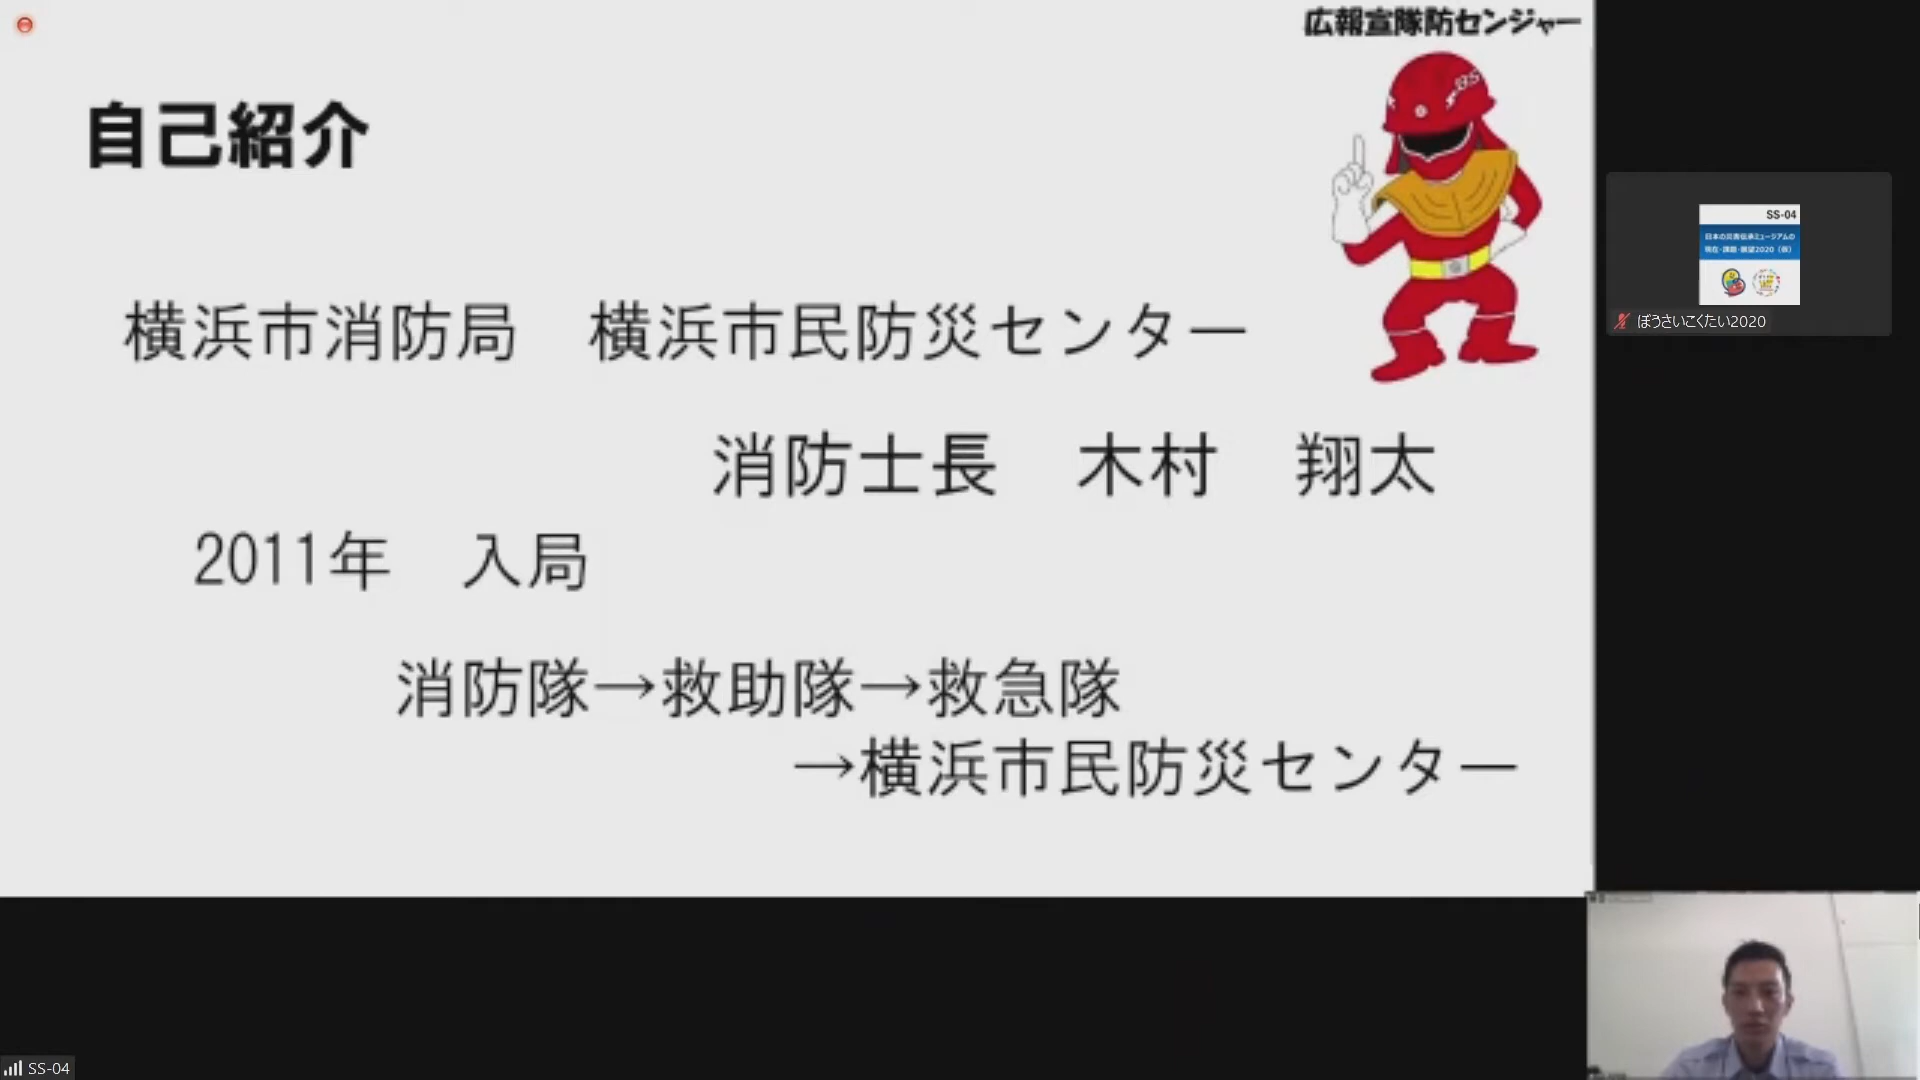 広報宣隊防センジャー
自己紹介
横浜市消防局　横浜市民防災センター
消防士長　木村　翔太
2011年　入局
消防隊→救助隊→救急隊
→横浜市民防災センター
SS-04
日本の災害伝承ミュージアムの
現在・課題・展望2020（仮）
ぼうさいこくたい2020
SS-04